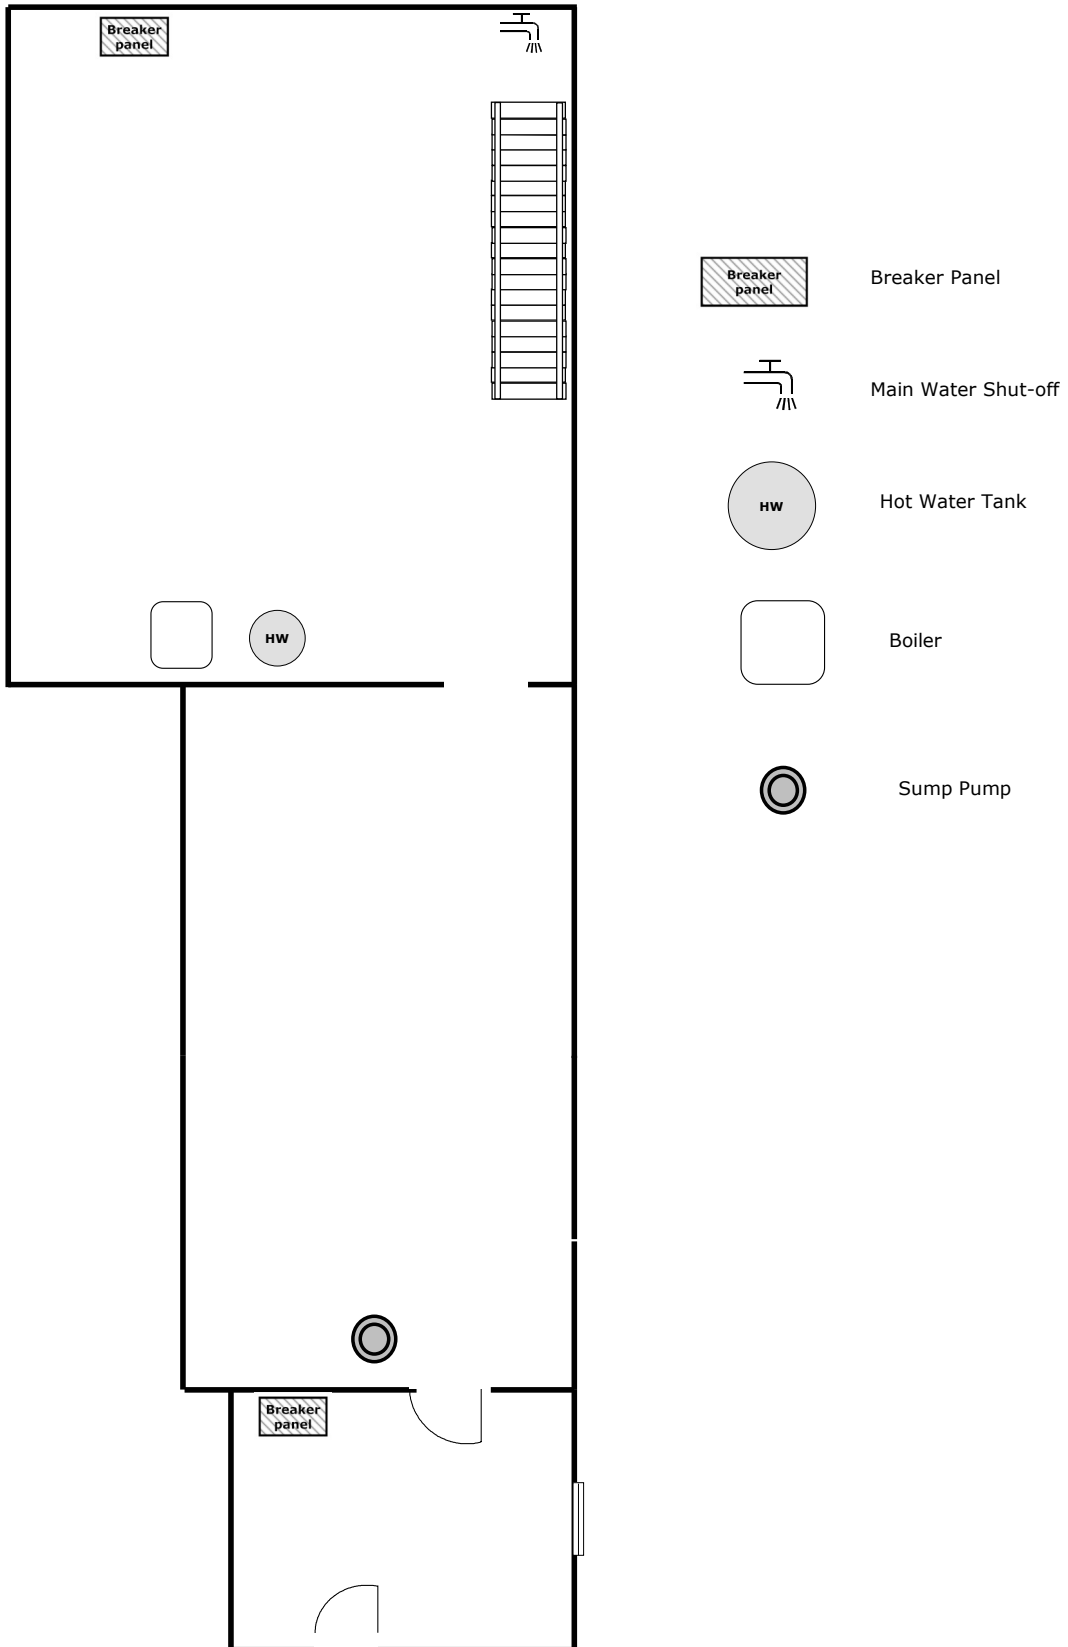 Breaker
panel
Breaker
panel
Breaker Panel
Main Water Shut-off
HW
Hot Water Tank
HW
Boiler
Sump Pump
Breaker
panel